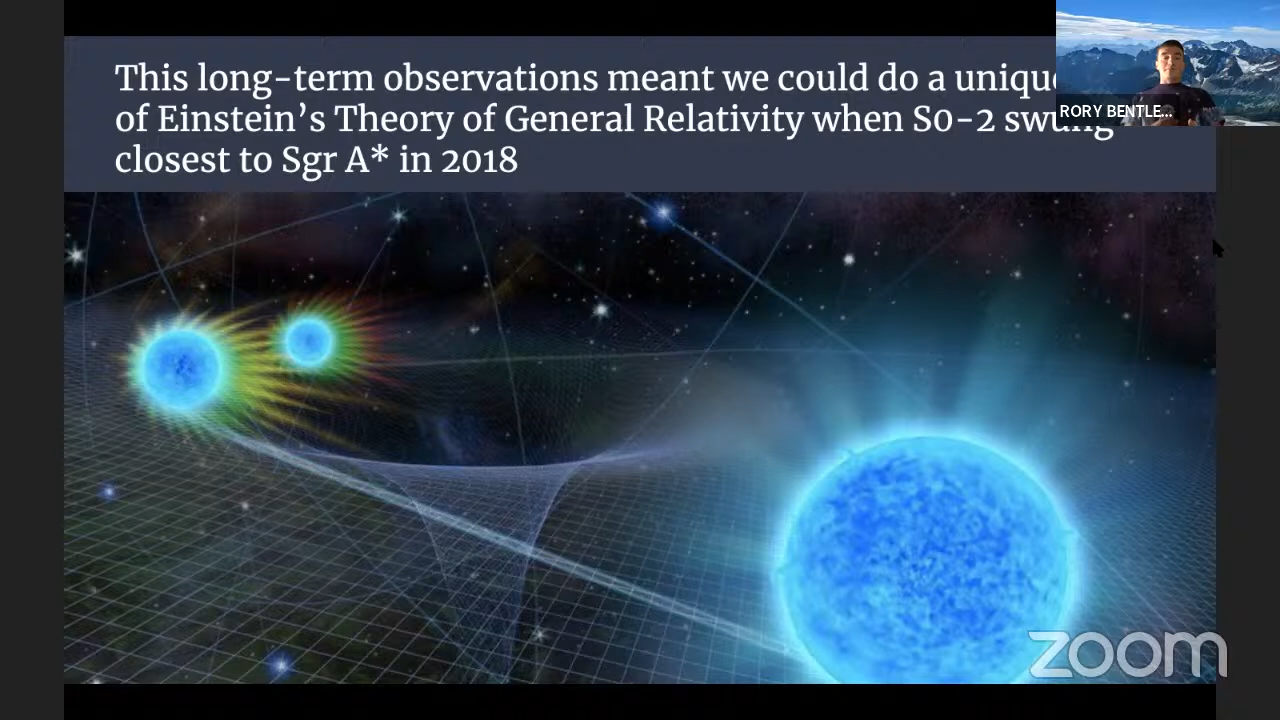 This long-term observations meant we could do a unique
of Einstein's Theory of General Relativity when S0-2 swung
closest to Sgr A* in 2018
RORY BENTLE...
zoom